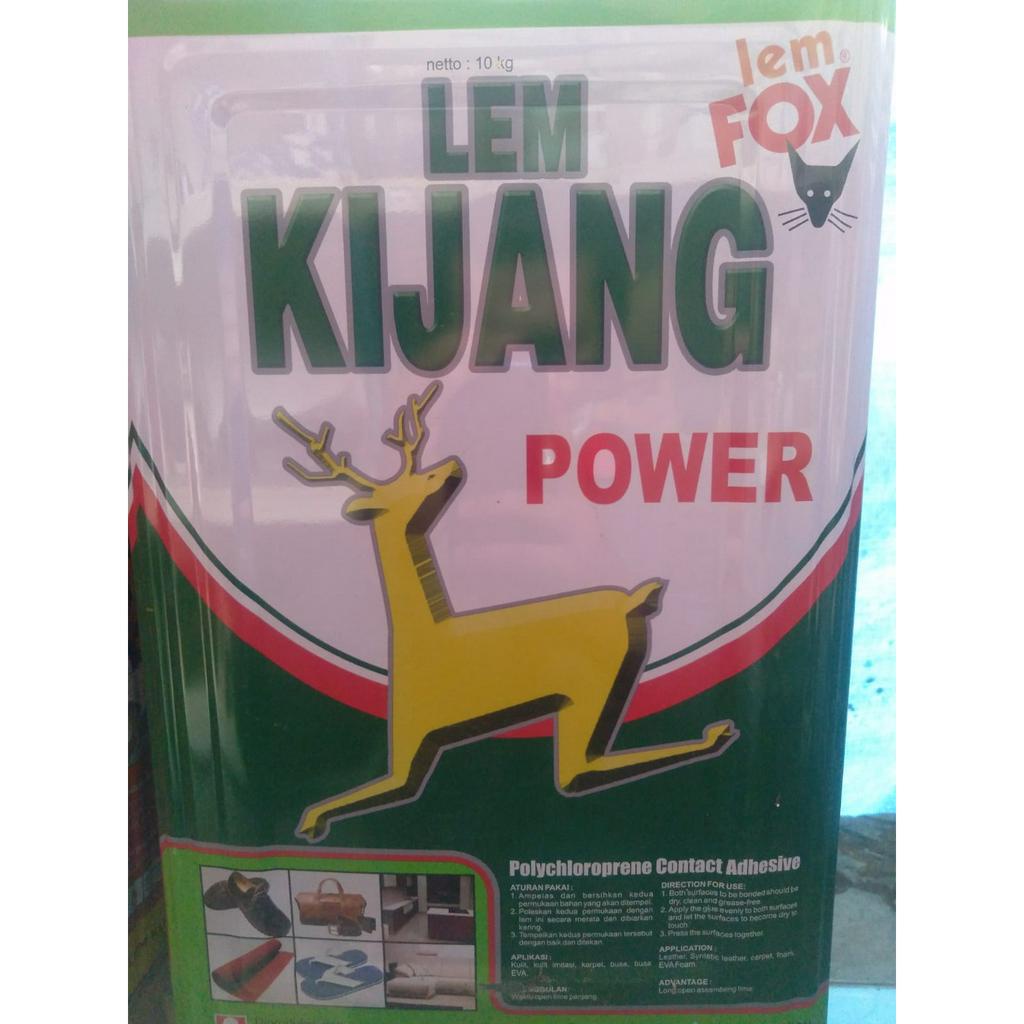 netto : 10 kg
lem®
FOX
LEM
KIJANG
POWER
Polychloroprene Contact Adhesive
ATURAN PAKAI :
1. Ampelas dan bersihkan kedua
permukaan bahan yang akan ditempel.
2. Poleskan kedua permukaan dengan
lem ini secara merata dan dibiarkan
kering.
3. Tempelkan kedua permukaan tersebut
dengan baik dan ditekan.
APLIKASI :
Kulit, kulit imitasi, karpet, busa, busa
EVA.
Waktu open time panjang.
DIRECTION FOR USE:
1. Both surfaces to be bonded should be
dry, clean and grease-free.
2. Apply the glue evenly to both surfaces
and let the surfaces to become dry to
touch.
3. Press the surfaces together.
APPLICATION :
Leather, Syntetic leather, carpet, foam,
EVA Foam.
ADVANTAGE :
Long open assembling time.